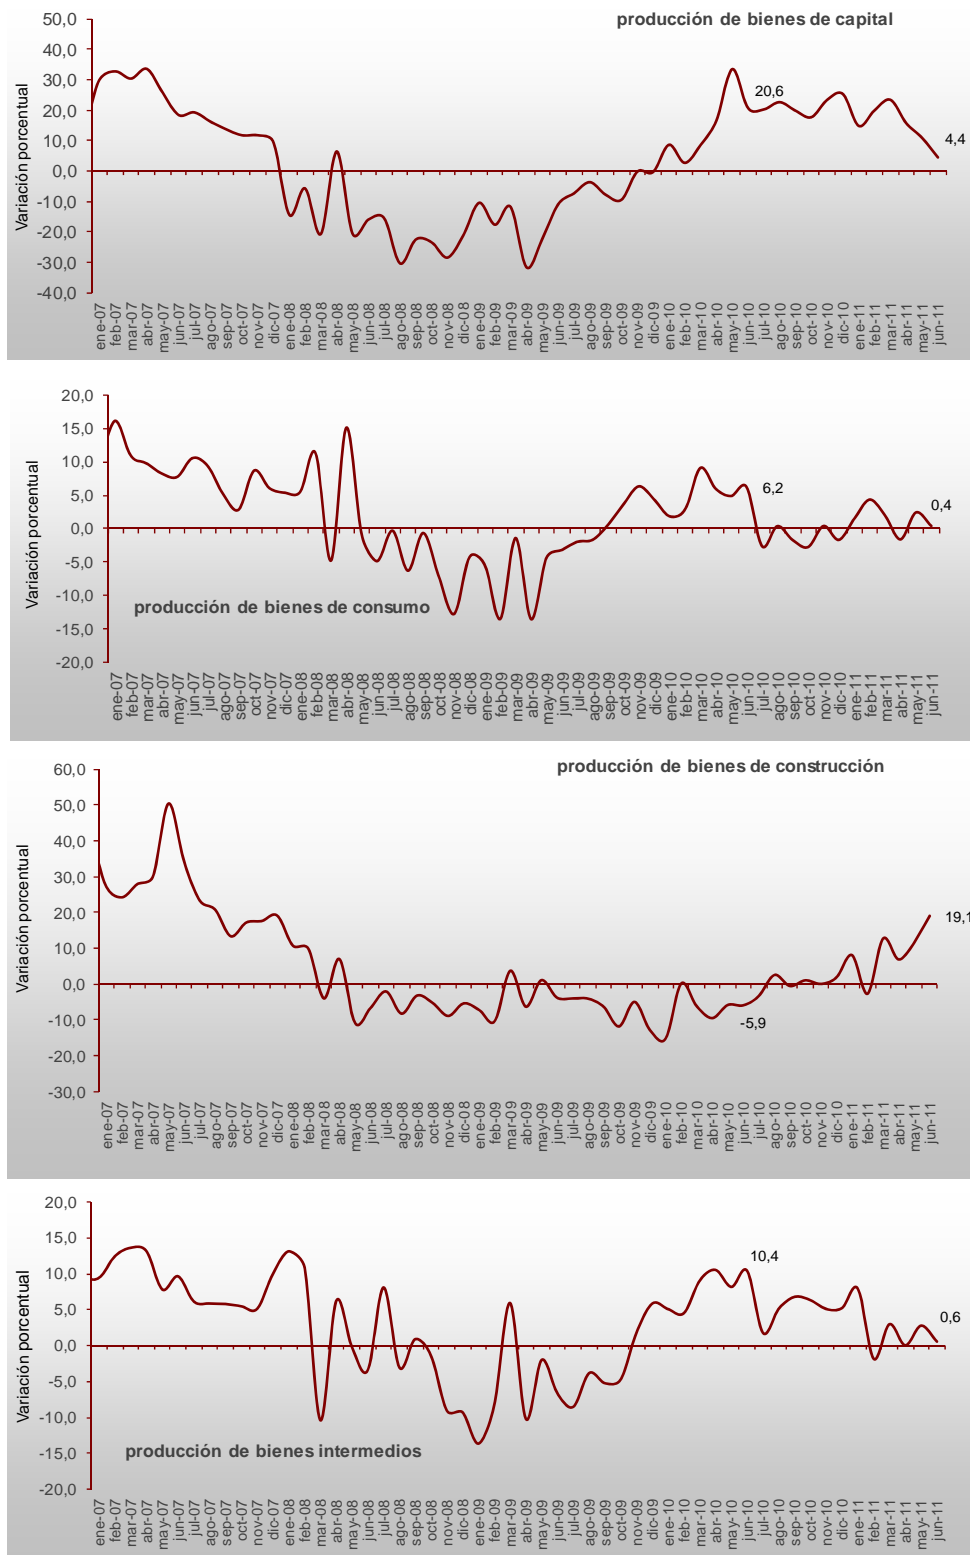 producción de bienes de capital
Variación porcentual
50,0
40,0
30,0
20,0
10,0
0,0
-10,0
-20,0
-30,0
-40,0
20,6
4,4
ene-07
feb-07
mar-07
abr-07
may-07
jun-07
jul-07
ago-07
sep-07
oct-07
nov-07
dic-07
ene-08
feb-08
mar-08
abr-08
may-08
jun-08
jul-08
ago-08
sep-08
oct-08
nov-08
dic-08
ene-09
feb-09
mar-09
abr-09
may-09
jun-09
jul-09
ago-09
sep-09
oct-09
nov-09
dic-09
ene-10
feb-10
mar-10
abr-10
may-10
jun-10
jul-10
ago-10
sep-10
oct-10
nov-10
dic-10
ene-11
feb-11
mar-11
abr-11
may-11
jun-11
Variación porcentual
20,0
15,0
10,0
5,0
0,0
-5,0
-10,0
-15,0
-20,0
6,2
0,4
producción de bienes de consumo
ene-07
feb-07
mar-07
abr-07
may-07
jun-07
jul-07
ago-07
sep-07
oct-07
nov-07
dic-07
ene-08
feb-08
mar-08
abr-08
may-08
jun-08
jul-08
ago-08
sep-08
oct-08
nov-08
dic-08
ene-09
feb-09
mar-09
abr-09
may-09
jun-09
jul-09
ago-09
sep-09
oct-09
nov-09
dic-09
ene-10
feb-10
mar-10
abr-10
may-10
jun-10
jul-10
ago-10
sep-10
oct-10
nov-10
dic-10
ene-11
feb-11
mar-11
abr-11
may-11
jun-11
producción de bienes de construcción
Variación porcentual
60,0
50,0
40,0
30,0
20,0
10,0
0,0
-10,0
-20,0
-30,0
19,1
-5,9
ene-07
feb-07
mar-07
abr-07
may-07
jun-07
jul-07
ago-07
sep-07
oct-07
nov-07
dic-07
ene-08
feb-08
mar-08
abr-08
may-08
jun-08
jul-08
ago-08
sep-08
oct-08
nov-08
dic-08
ene-09
feb-09
mar-09
abr-09
may-09
jun-09
jul-09
ago-09
sep-09
oct-09
nov-09
dic-09
ene-10
feb-10
mar-10
abr-10
may-10
jun-10
jul-10
ago-10
sep-10
oct-10
nov-10
dic-10
ene-11
feb-11
mar-11
abr-11
may-11
jun-11
Variación porcentual
20,0
15,0
10,0
5,0
0,0
-5,0
-10,0
-15,0
-20,0
10,4
0,6
producción de bienes intermedios
ene-07
feb-07
mar-07
abr-07
may-07
jun-07
jul-07
ago-07
sep-07
oct-07
nov-07
dic-07
ene-08
feb-08
mar-08
abr-08
may-08
jun-08
jul-08
ago-08
sep-08
oct-08
nov-08
dic-08
ene-09
feb-09
mar-09
abr-09
may-09
jun-09
jul-09
ago-09
sep-09
oct-09
nov-09
dic-09
ene-10
feb-10
mar-10
abr-10
may-10
jun-10
jul-10
ago-10
sep-10
oct-10
nov-10
dic-10
ene-11
feb-11
mar-11
abr-11
may-11
jun-11